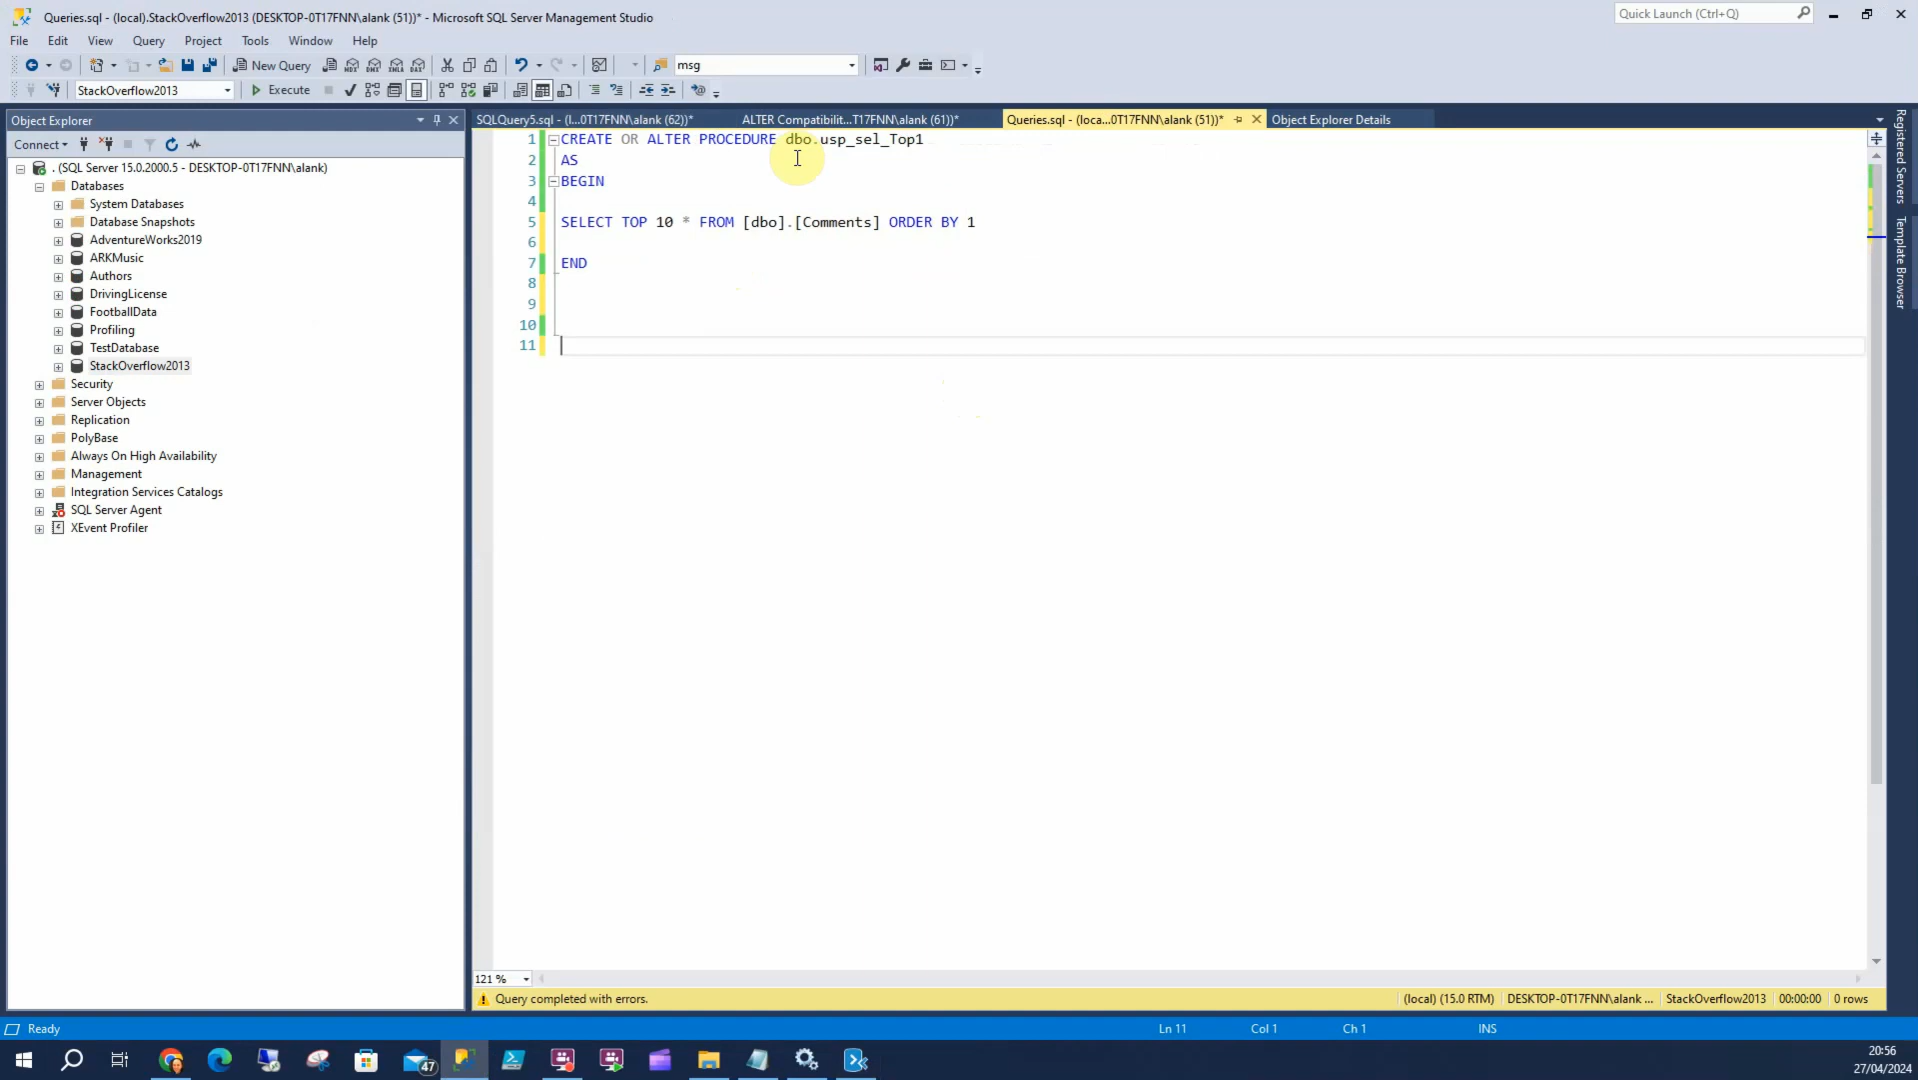 Queries.sql - (local).StackOverflow2013 (DESKTOP-0T17FNN\alank (51))* - Microsoft SQL Server Management Studio
Quick Launch (Ctrl+Q)
File Edit View Query Project Tools Window Help
New Query
MDX DMX XMLA DAX
msg
StackOverflow2013
Execute
Object Explorer
SQLQuery5.sql - (l...0T17FNN\alank (62))*
ALTER Compatibilit...T17FNN\alank (61))*
Queries.sql - (loca...0T17FNN\alank (51))*
Object Explorer Details
Connect
. (SQL Server 15.0.2000.5 - DESKTOP-0T17FNN\alank)
Databases
System Databases
Database Snapshots
AdventureWorks2019
ARKMusic
Authors
DrivingLicense
FootballData
Profiling
TestDatabase
StackOverflow2013
Security
Server Objects
Replication
PolyBase
Always On High Availability
Management
Integration Services Catalogs
SQL Server Agent
XEvent Profiler
1 CREATE OR ALTER PROCEDURE dbo.usp_sel_Top1
2 AS
3 BEGIN
4
5 SELECT TOP 10 * FROM [dbo].[Comments] ORDER BY 1
6
7 END
8
9
10
11
Registered Servers
Template Browser
121 %
Query completed with errors.
(local) (15.0 RTM)
DESKTOP-0T17FNN\alank ...
StackOverflow2013
00:00:00
0 rows
Ready
Ln 11
Col 1
Ch 1
INS
47
20:56
27/04/2024